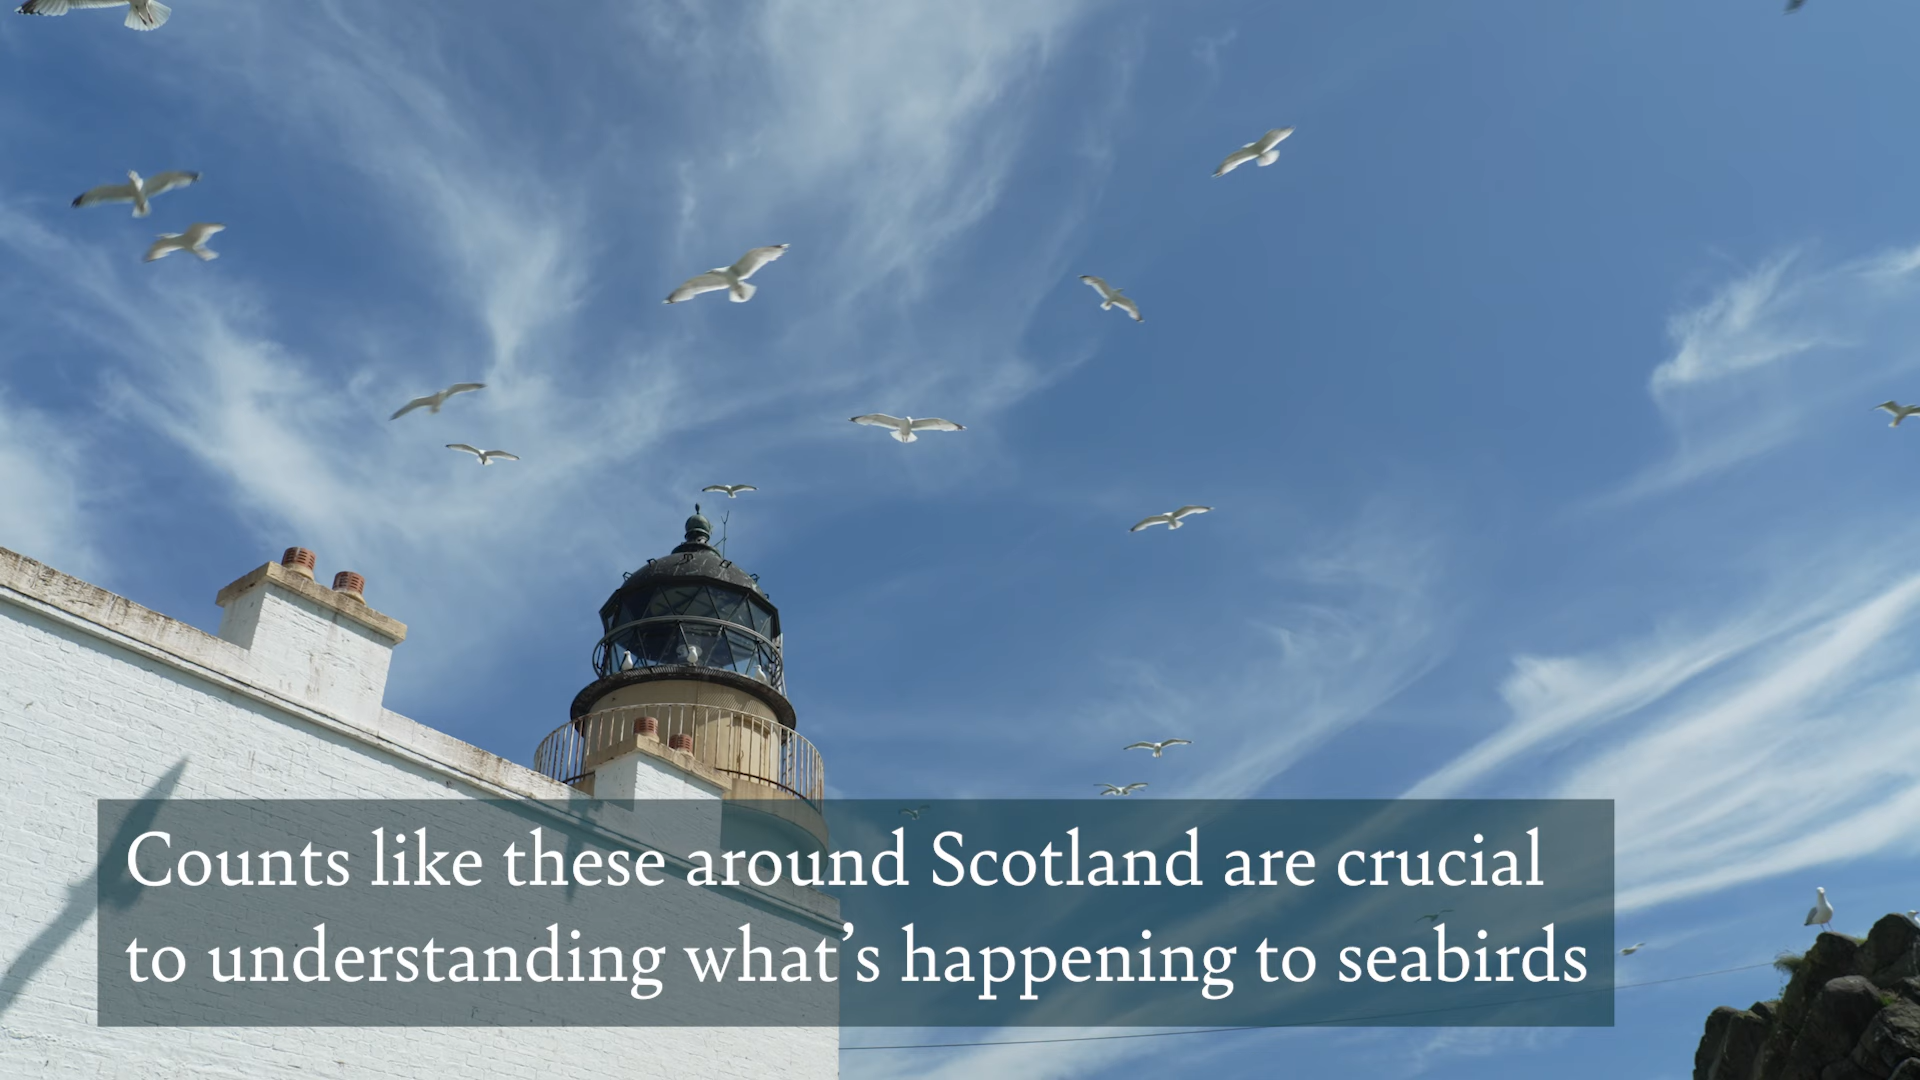 Counts like these around Scotland are crucial
to understanding what’s happening to seabirds